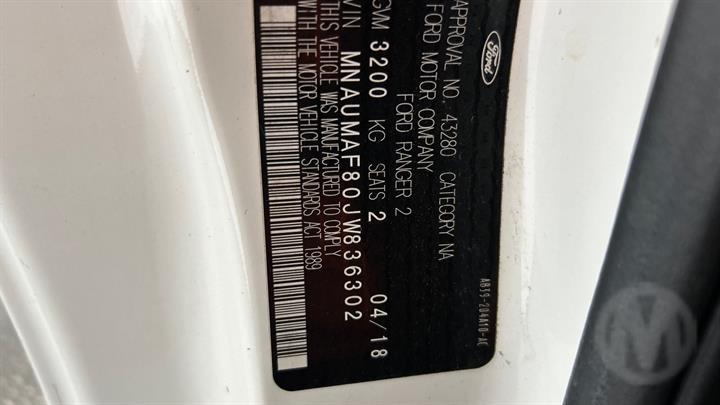 Ford
APPROVAL NO. 43280 CATEGORY NA
FORD MOTOR COMPANY
FORD RANGER 2
GVM 3200 KG SEATS 2 04/18
VIN MNAUMAF80JW836302
THIS VEHICLE WAS MANUFACTURED TO COMPLY
WITH THE MOTOR VEHICLE STANDARDS ACT 1989
AB39-204A10-AC
M